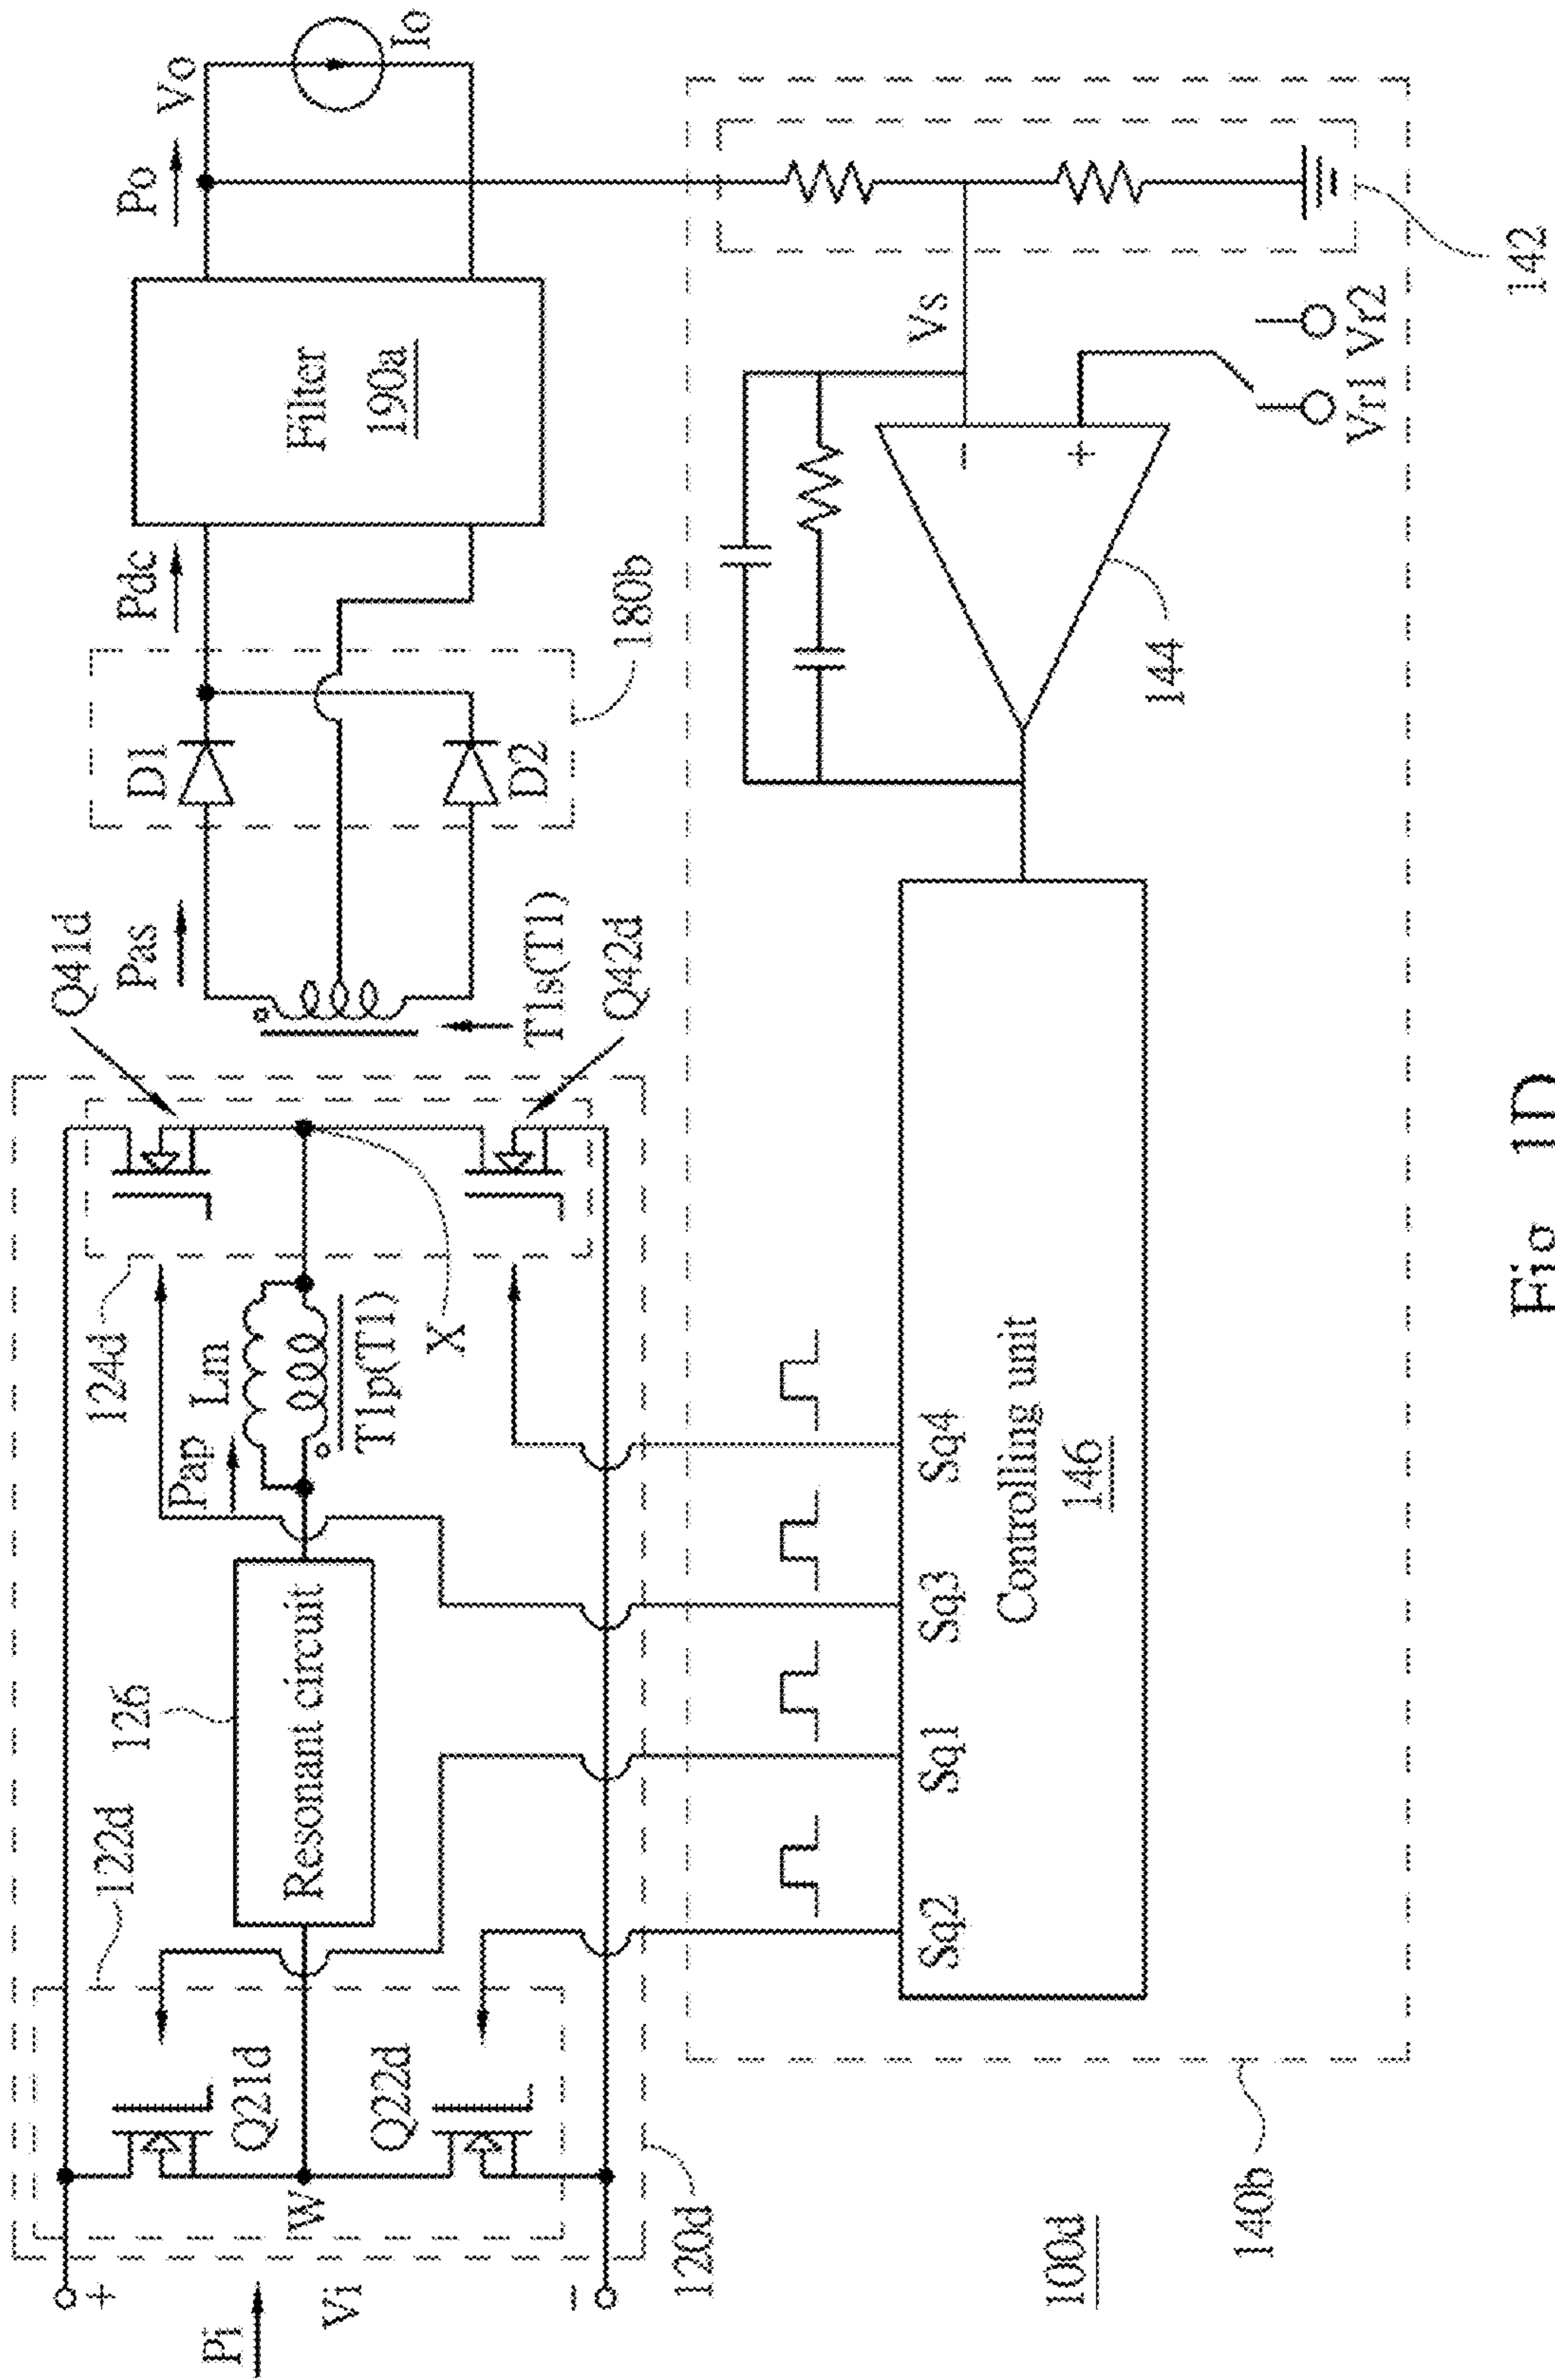 Pi
+
Vi
−
W
Q21d
Q22d
122d
126
Resonant circuit
Pap
Lm
T1p(T1)
X
124d
Q41d
Q42d
120d
Pas
T1s(T1)
D1
D2
180b
Pdc
Filter
190a
Po
Vo
Io
Sq2
Sq1
Sq3
Sq4
Controlling unit
146
144
−
+
Vs
Vr1
Vr2
142
140b
100d
Fig. 1D